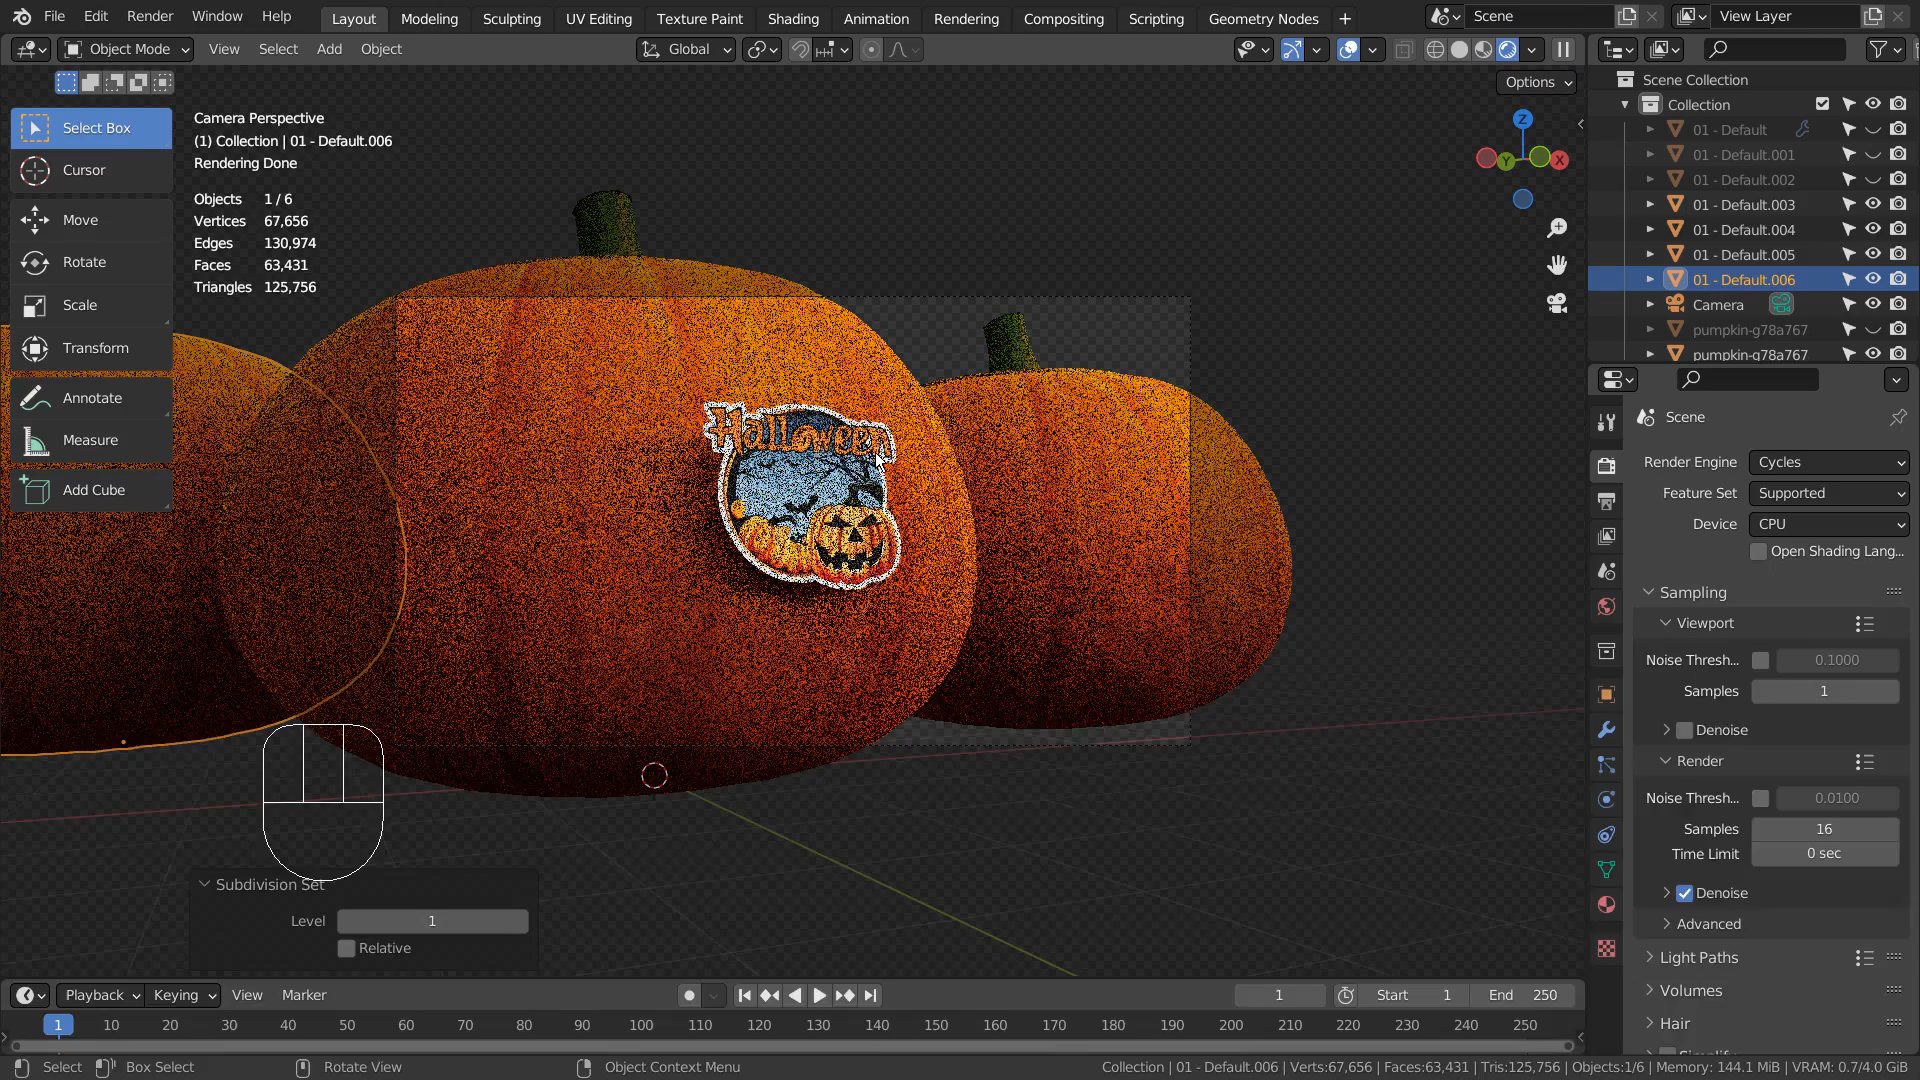 File Edit Render Window Help Layout Modeling Sculpting UV Editing Texture Paint Shading Animation Rendering Compositing Scripting Geometry Nodes + Scene View Layer
Object Mode View Select Add Object Global
Options
Select Box
Cursor
Move
Rotate
Scale
Transform
Annotate
Measure
Add Cube
Camera Perspective
(1) Collection | 01 - Default.006
Rendering Done
Objects 1 / 6
Vertices 67,656
Edges 130,974
Faces 63,431
Triangles 125,756
Halloween
Z
Y
X
Scene Collection
Collection
01 - Default
01 - Default.001
01 - Default.002
01 - Default.003
01 - Default.004
01 - Default.005
01 - Default.006
Camera
pumpkin-g78a767
pumpkin-g78a767
Scene
Render Engine Cycles
Feature Set Supported
Device CPU
Open Shading Lang...
Sampling
Viewport
Noise Thresh... 0.1000
Samples 1
Denoise
Render
Noise Thresh... 0.0100
Samples 16
Time Limit 0 sec
Denoise
Advanced
Light Paths
Volumes
Hair
Simplify
Subdivision Set
Level 1
Relative
Playback Keying View Marker 1 Start 1 End 250
1 10 20 30 40 50 60 70 80 90 100 110 120 130 140 150 160 170 180 190 200 210 220 230 240 250
Select Box Select Rotate View Object Context Menu Collection | 01 - Default.006 | Verts:67,656 | Faces:63,431 | Tris:125,756 | Objects:1/6 | Memory: 144.1 MiB | VRAM: 0.7/4.0 GiB